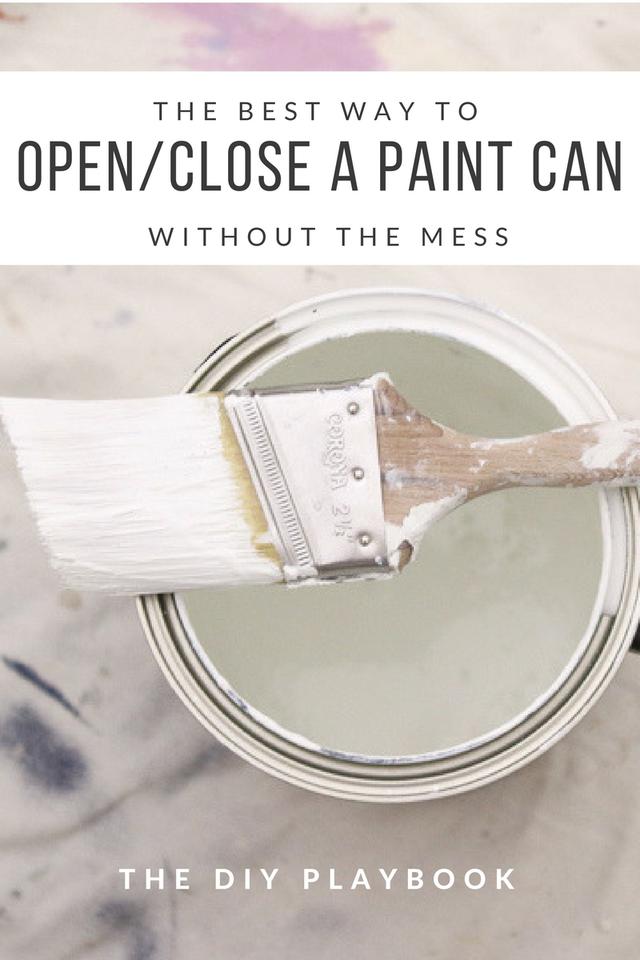 THE BEST WAY TO
OPEN/CLOSE A PAINT CAN
WITHOUT THE MESS
CORONA 2½"
THE DIY PLAYBOOK